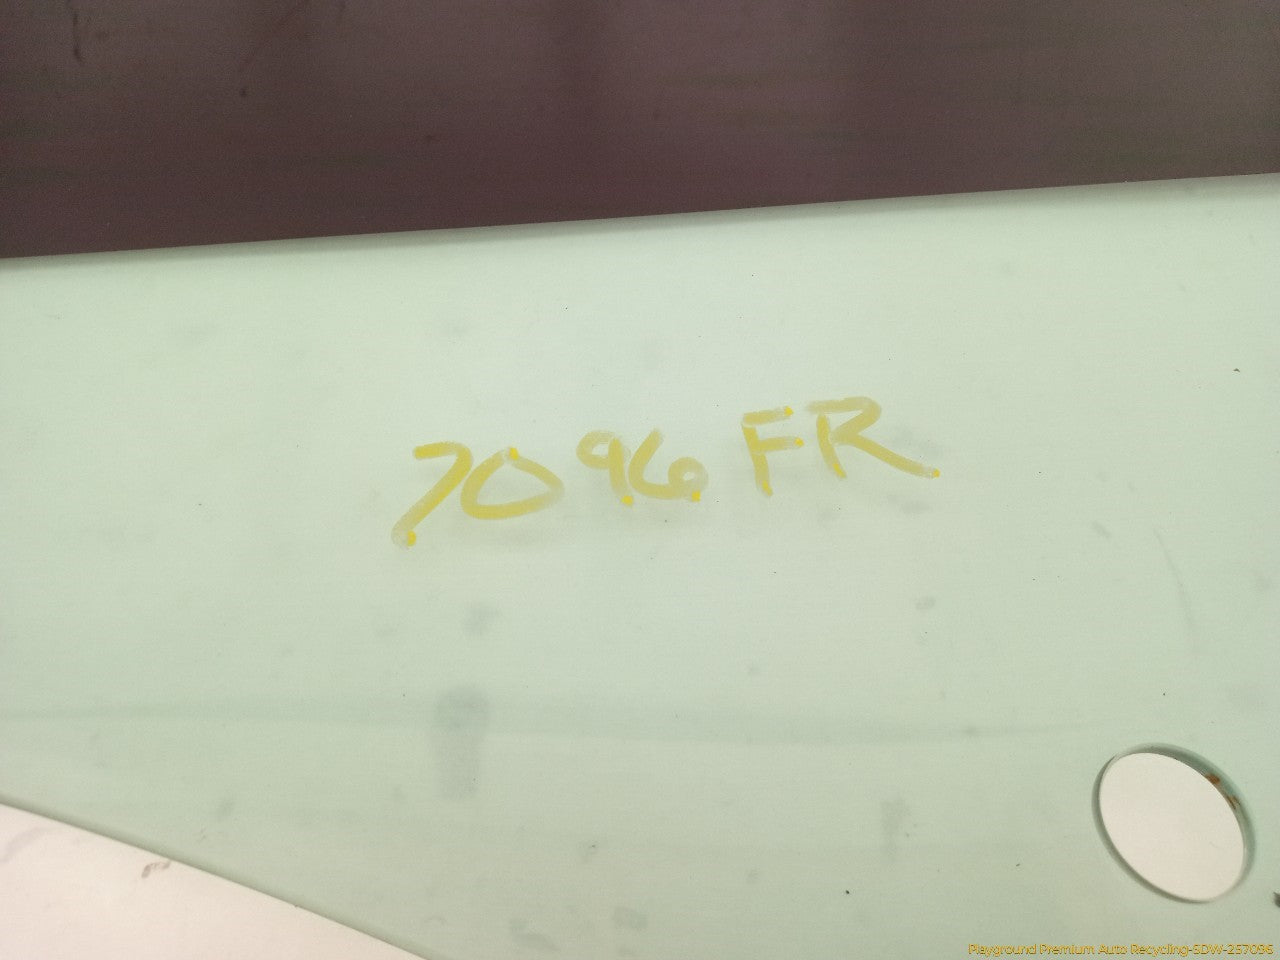 7096 FR
Playground Premium Auto Recycling-SDW-257096